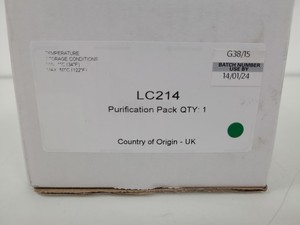 TEMPERATURE
STORAGE CONDITIONS
G38/15
BATCH NUMBER
USE BY
14/01/24
LC214
Purification Pack QTY: 1
Country of Origin - UK